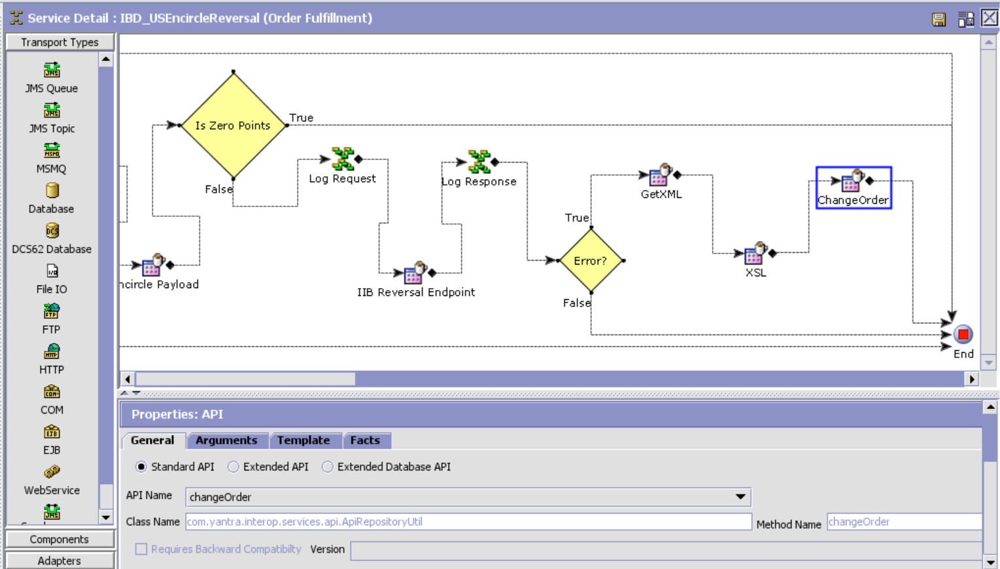 Service Detail : IBD_USEncircleReversal (Order Fulfillment)
Transport Types
JMS Queue
JMS Topic
MSMQ
Database
DCS62 Database
File IO
FTP
HTTP
COM
EJB
WebService
Components
Adapters
Is Zero Points
True
False
ncircle Payload
Log Request
IIB Reversal Endpoint
Log Response
Error?
True
False
GetXML
XSL
ChangeOrder
End
Properties: API
General Arguments Template Facts
Standard API Extended API Extended Database API
API Name changeOrder
Class Name com.yantra.interop.services.api.ApiRepositoryUtil Method Name changeOrder
Requires Backward Compatibilty Version